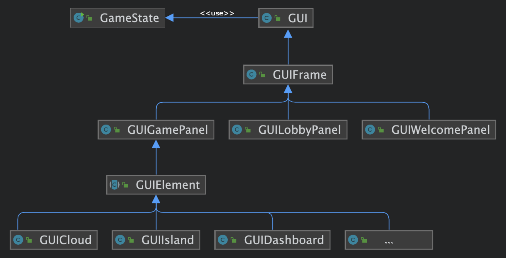 GameState
<<use>>
GUI
GUIFrame
GUIGamePanel
GUILobbyPanel
GUIWelcomePanel
GUIElement
GUICloud
GUIIsland
GUIDashboard
...